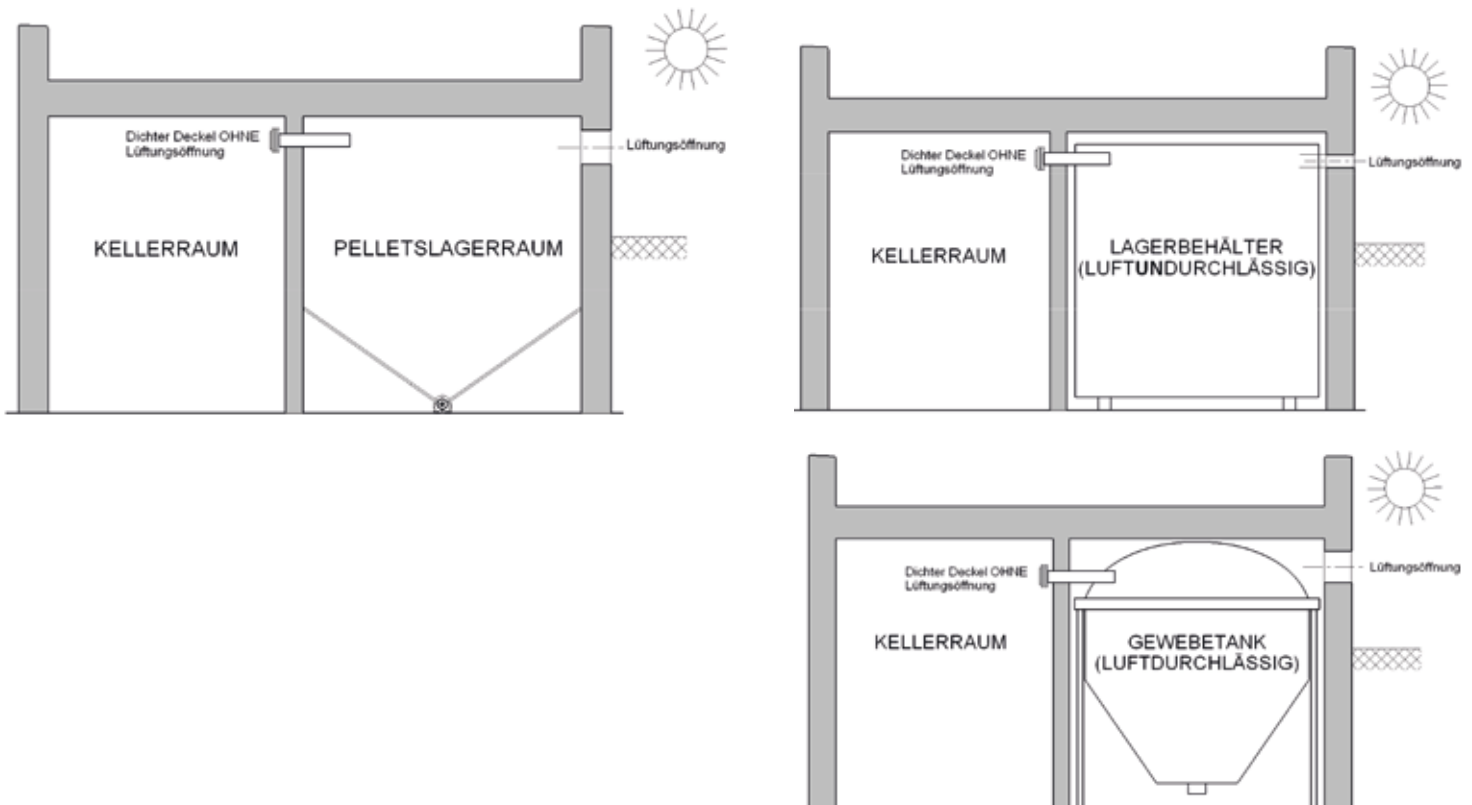 Dichter Deckel OHNE
Lüftungsöffnung
Lüftungsöffnung
KELLERRAUM
PELLETSLAGERRAUM
Dichter Deckel OHNE
Lüftungsöffnung
Lüftungsöffnung
KELLERRAUM
LAGERBEHÄLTER
(LUFTUNDURCHLÄSSIG)
Dichter Deckel OHNE
Lüftungsöffnung
Lüftungsöffnung
KELLERRAUM
GEWEBETANK
(LUFTDURCHLÄSSIG)